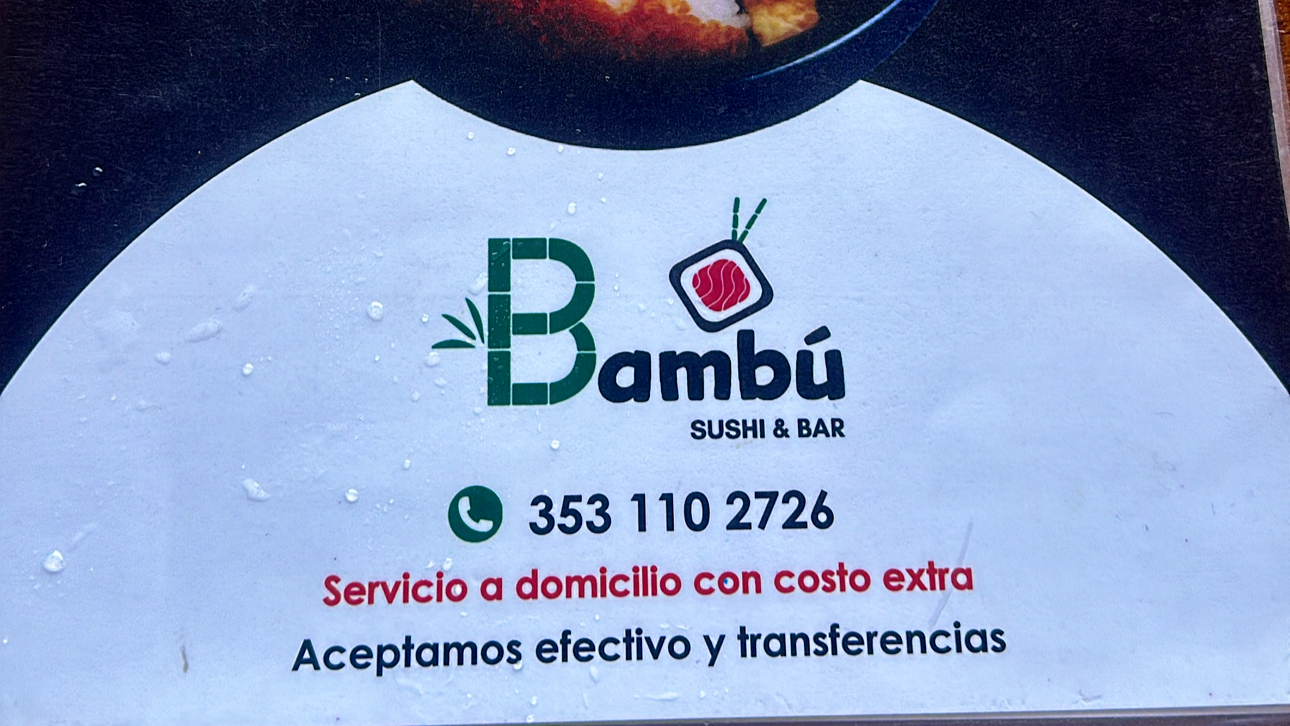 Bambú
SUSHI & BAR
353 110 2726
Servicio a domicilio con costo extra
Aceptamos efectivo y transferencias